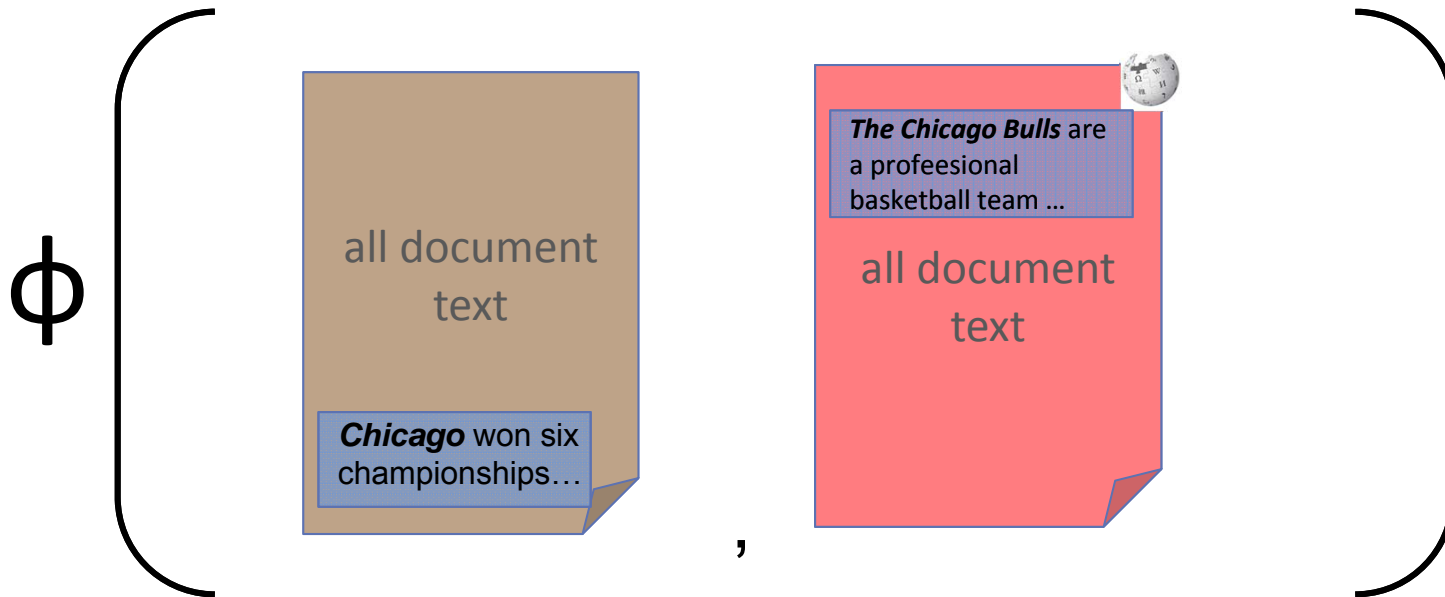 ϕ
all document
text
Chicago won six
championships…
,
The Chicago Bulls are
a profeesional
basketball team …
all document
text